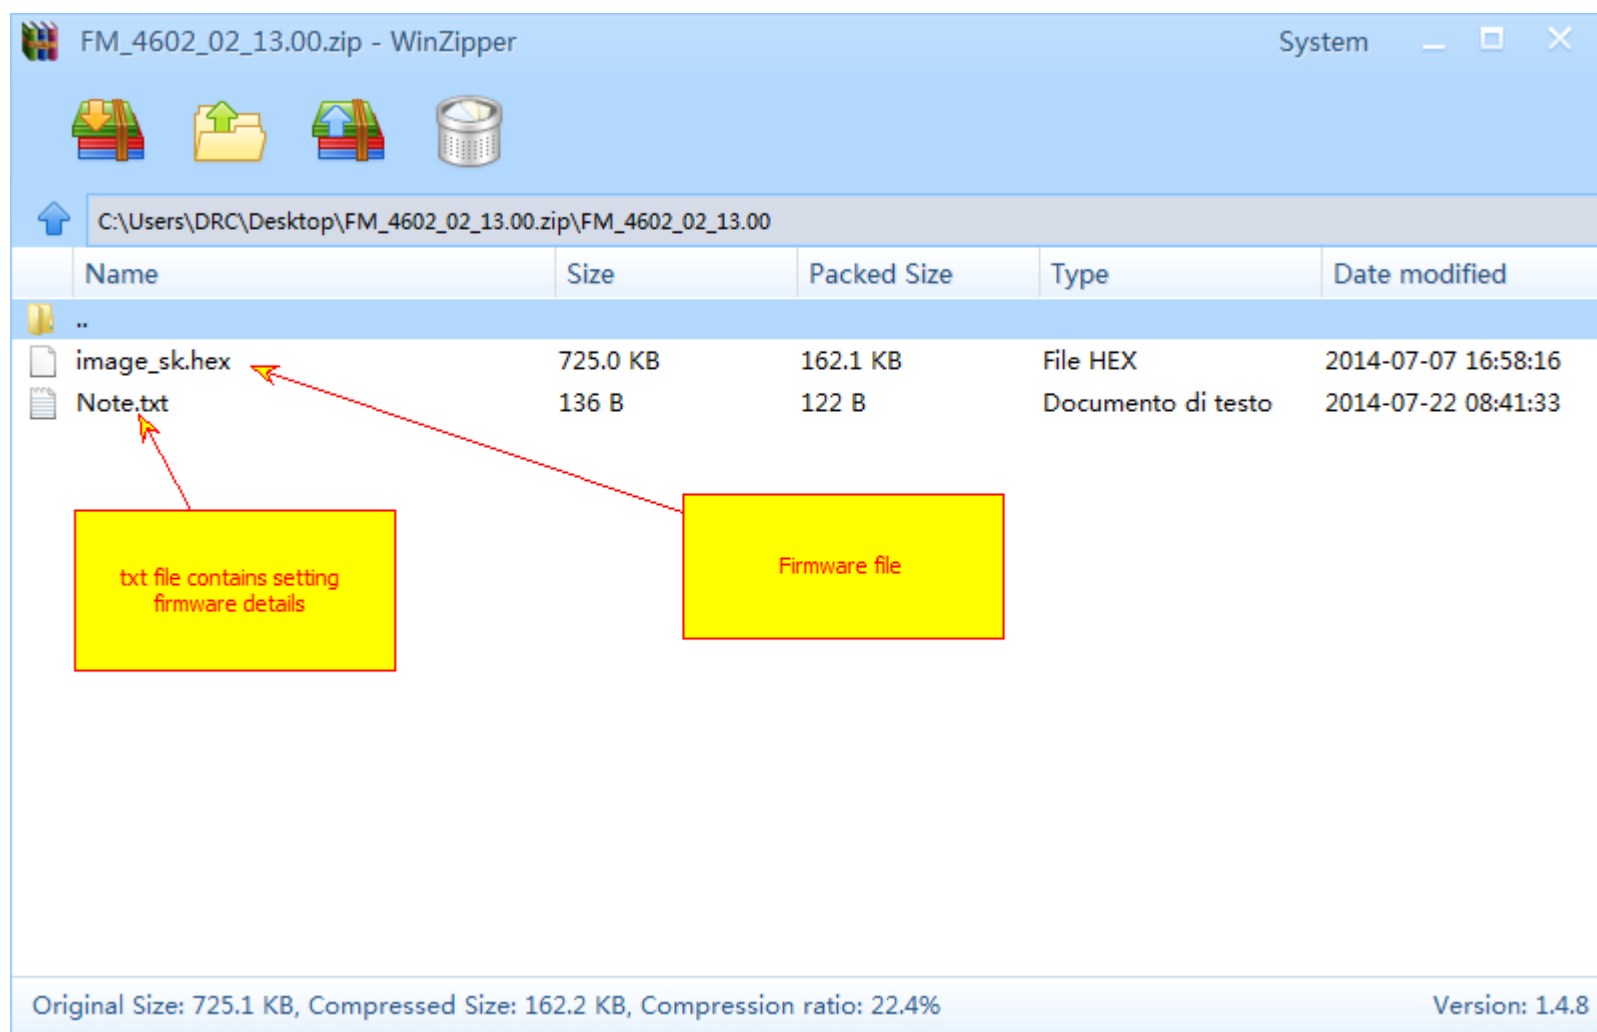 FM_4602_02_13.00.zip - WinZipper System
C:\Users\DRC\Desktop\FM_4602_02_13.00.zip\FM_4602_02_13.00
Name Size Packed Size Type Date modified
..
image_sk.hex 725.0 KB 162.1 KB File HEX 2014-07-07 16:58:16
Note.txt 136 B 122 B Documento di testo 2014-07-22 08:41:33
txt file contains setting
firmware details
Firmware file
Original Size: 725.1 KB, Compressed Size: 162.2 KB, Compression ratio: 22.4% Version: 1.4.8